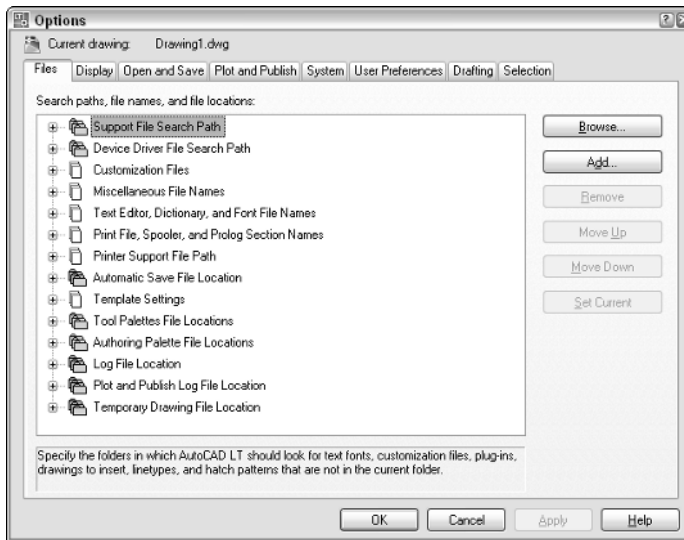 Options
Current drawing: Drawing1.dwg
Files Display Open and Save Plot and Publish System User Preferences Drafting Selection
Search paths, file names, and file locations:
Support File Search Path
Device Driver File Search Path
Customization Files
Miscellaneous File Names
Text Editor, Dictionary, and Font File Names
Print File, Spooler, and Prolog Section Names
Printer Support File Path
Automatic Save File Location
Template Settings
Tool Palettes File Locations
Authoring Palette File Locations
Log File Location
Plot and Publish Log File Location
Temporary Drawing File Location
Browse...
Add...
Remove
Move Up
Move Down
Set Current
Specify the folders in which AutoCAD LT should look for text fonts, customization files, plug-ins,
drawings to insert, linetypes, and hatch patterns that are not in the current folder.
OK Cancel Apply Help